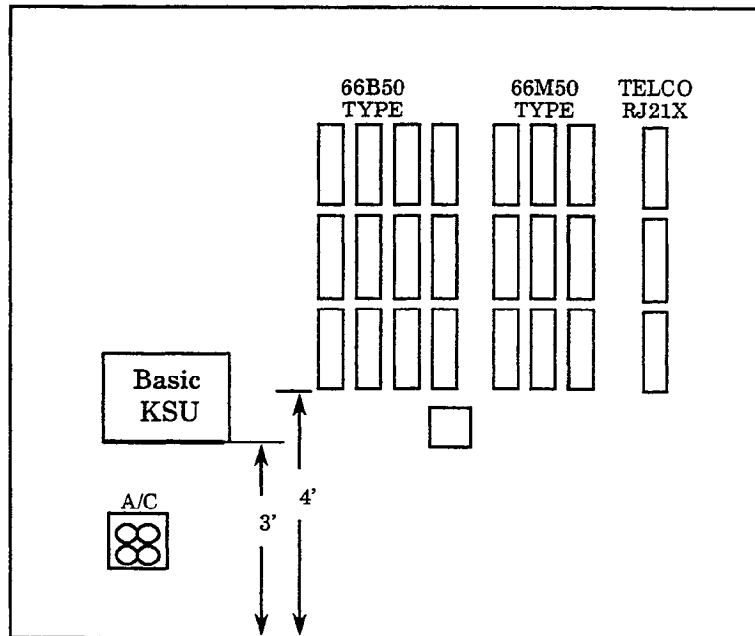 66B50
TYPE
66M50
TYPE
TELCO
RJ21X
Basic
KSU
4'
3'
A/C